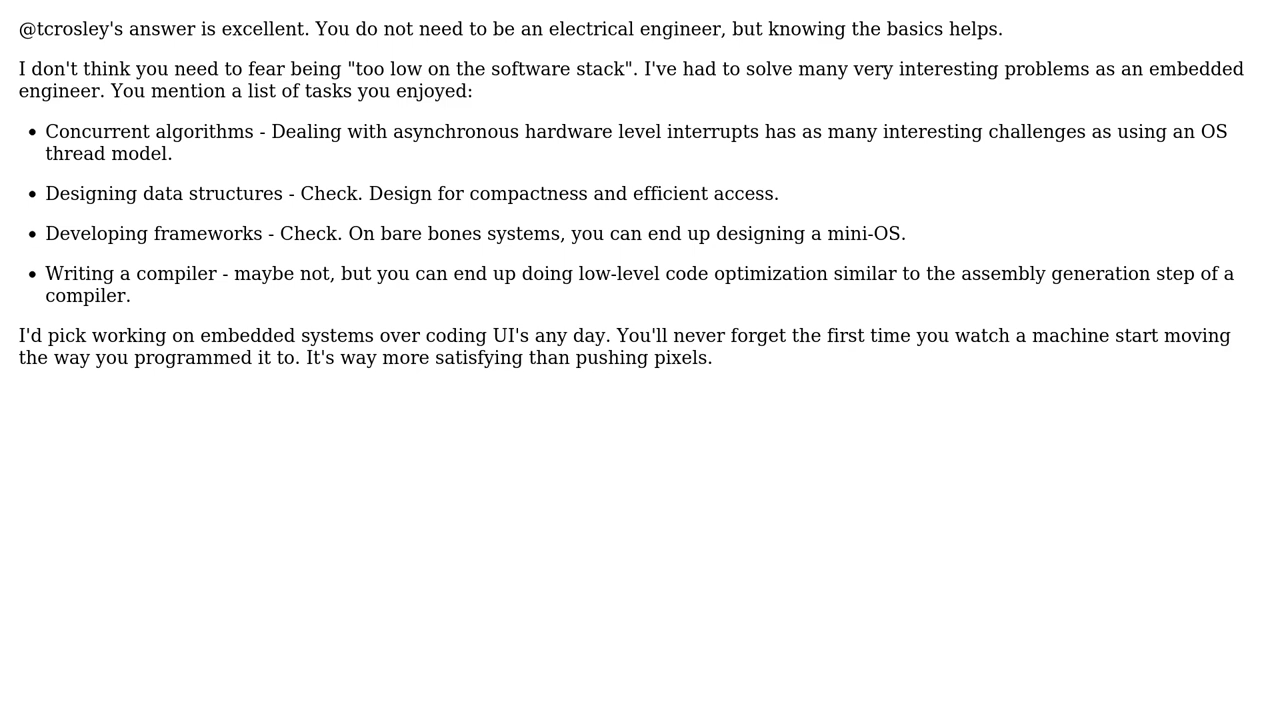 @tcrosley's answer is excellent. You do not need to be an electrical engineer, but knowing the basics helps.
I don't think you need to fear being "too low on the software stack". I've had to solve many very interesting problems as an embedded
engineer. You mention a list of tasks you enjoyed:
• Concurrent algorithms - Dealing with asynchronous hardware level interrupts has as many interesting challenges as using an OS
thread model.
• Designing data structures - Check. Design for compactness and efficient access.
• Developing frameworks - Check. On bare bones systems, you can end up designing a mini-OS.
• Writing a compiler - maybe not, but you can end up doing low-level code optimization similar to the assembly generation step of a
compiler.
I'd pick working on embedded systems over coding UI's any day. You'll never forget the first time you watch a machine start moving
the way you programmed it to. It's way more satisfying than pushing pixels.